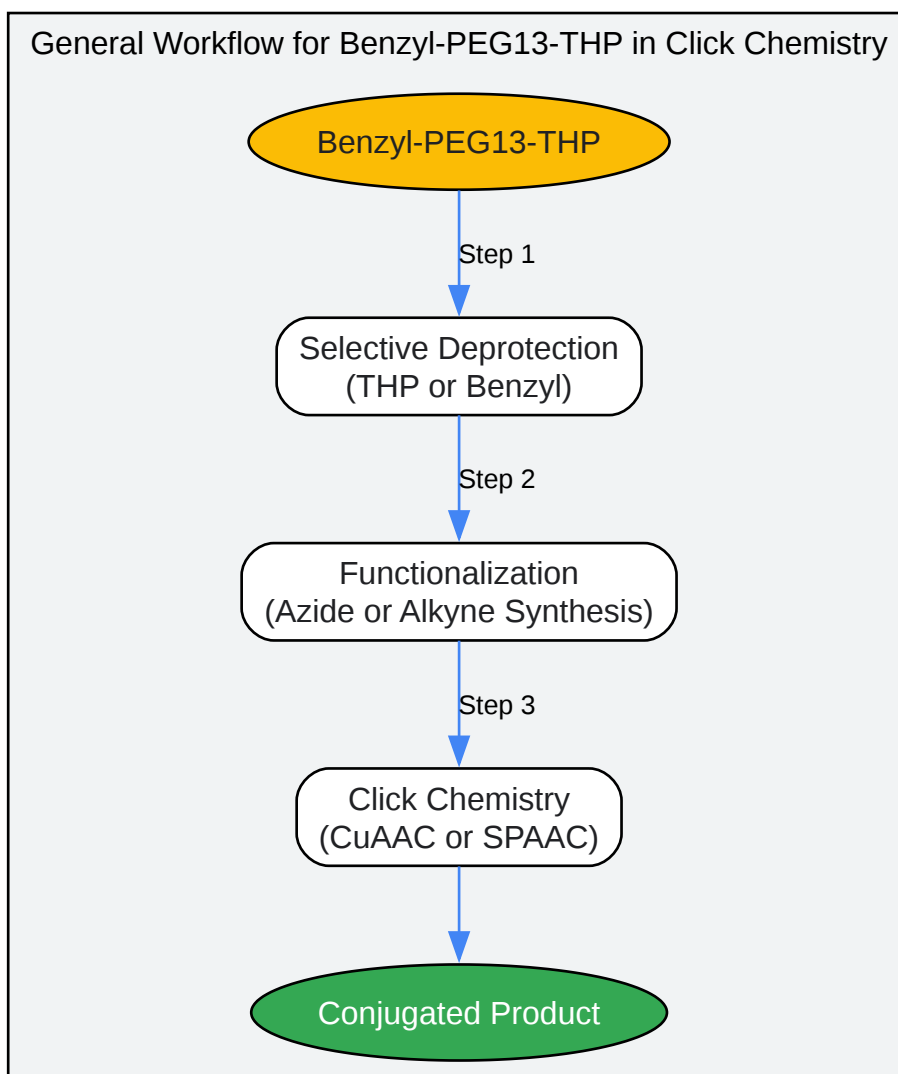 General Workflow for Benzyl-PEG13-THP in Click Chemistry
Benzyl-PEG13-THP
Step 1
Selective Deprotection
(THP or Benzyl)
Step 2
Functionalization
(Azide or Alkyne Synthesis)
Step 3
Click Chemistry
(CuAAC or SPAAC)
Conjugated Product